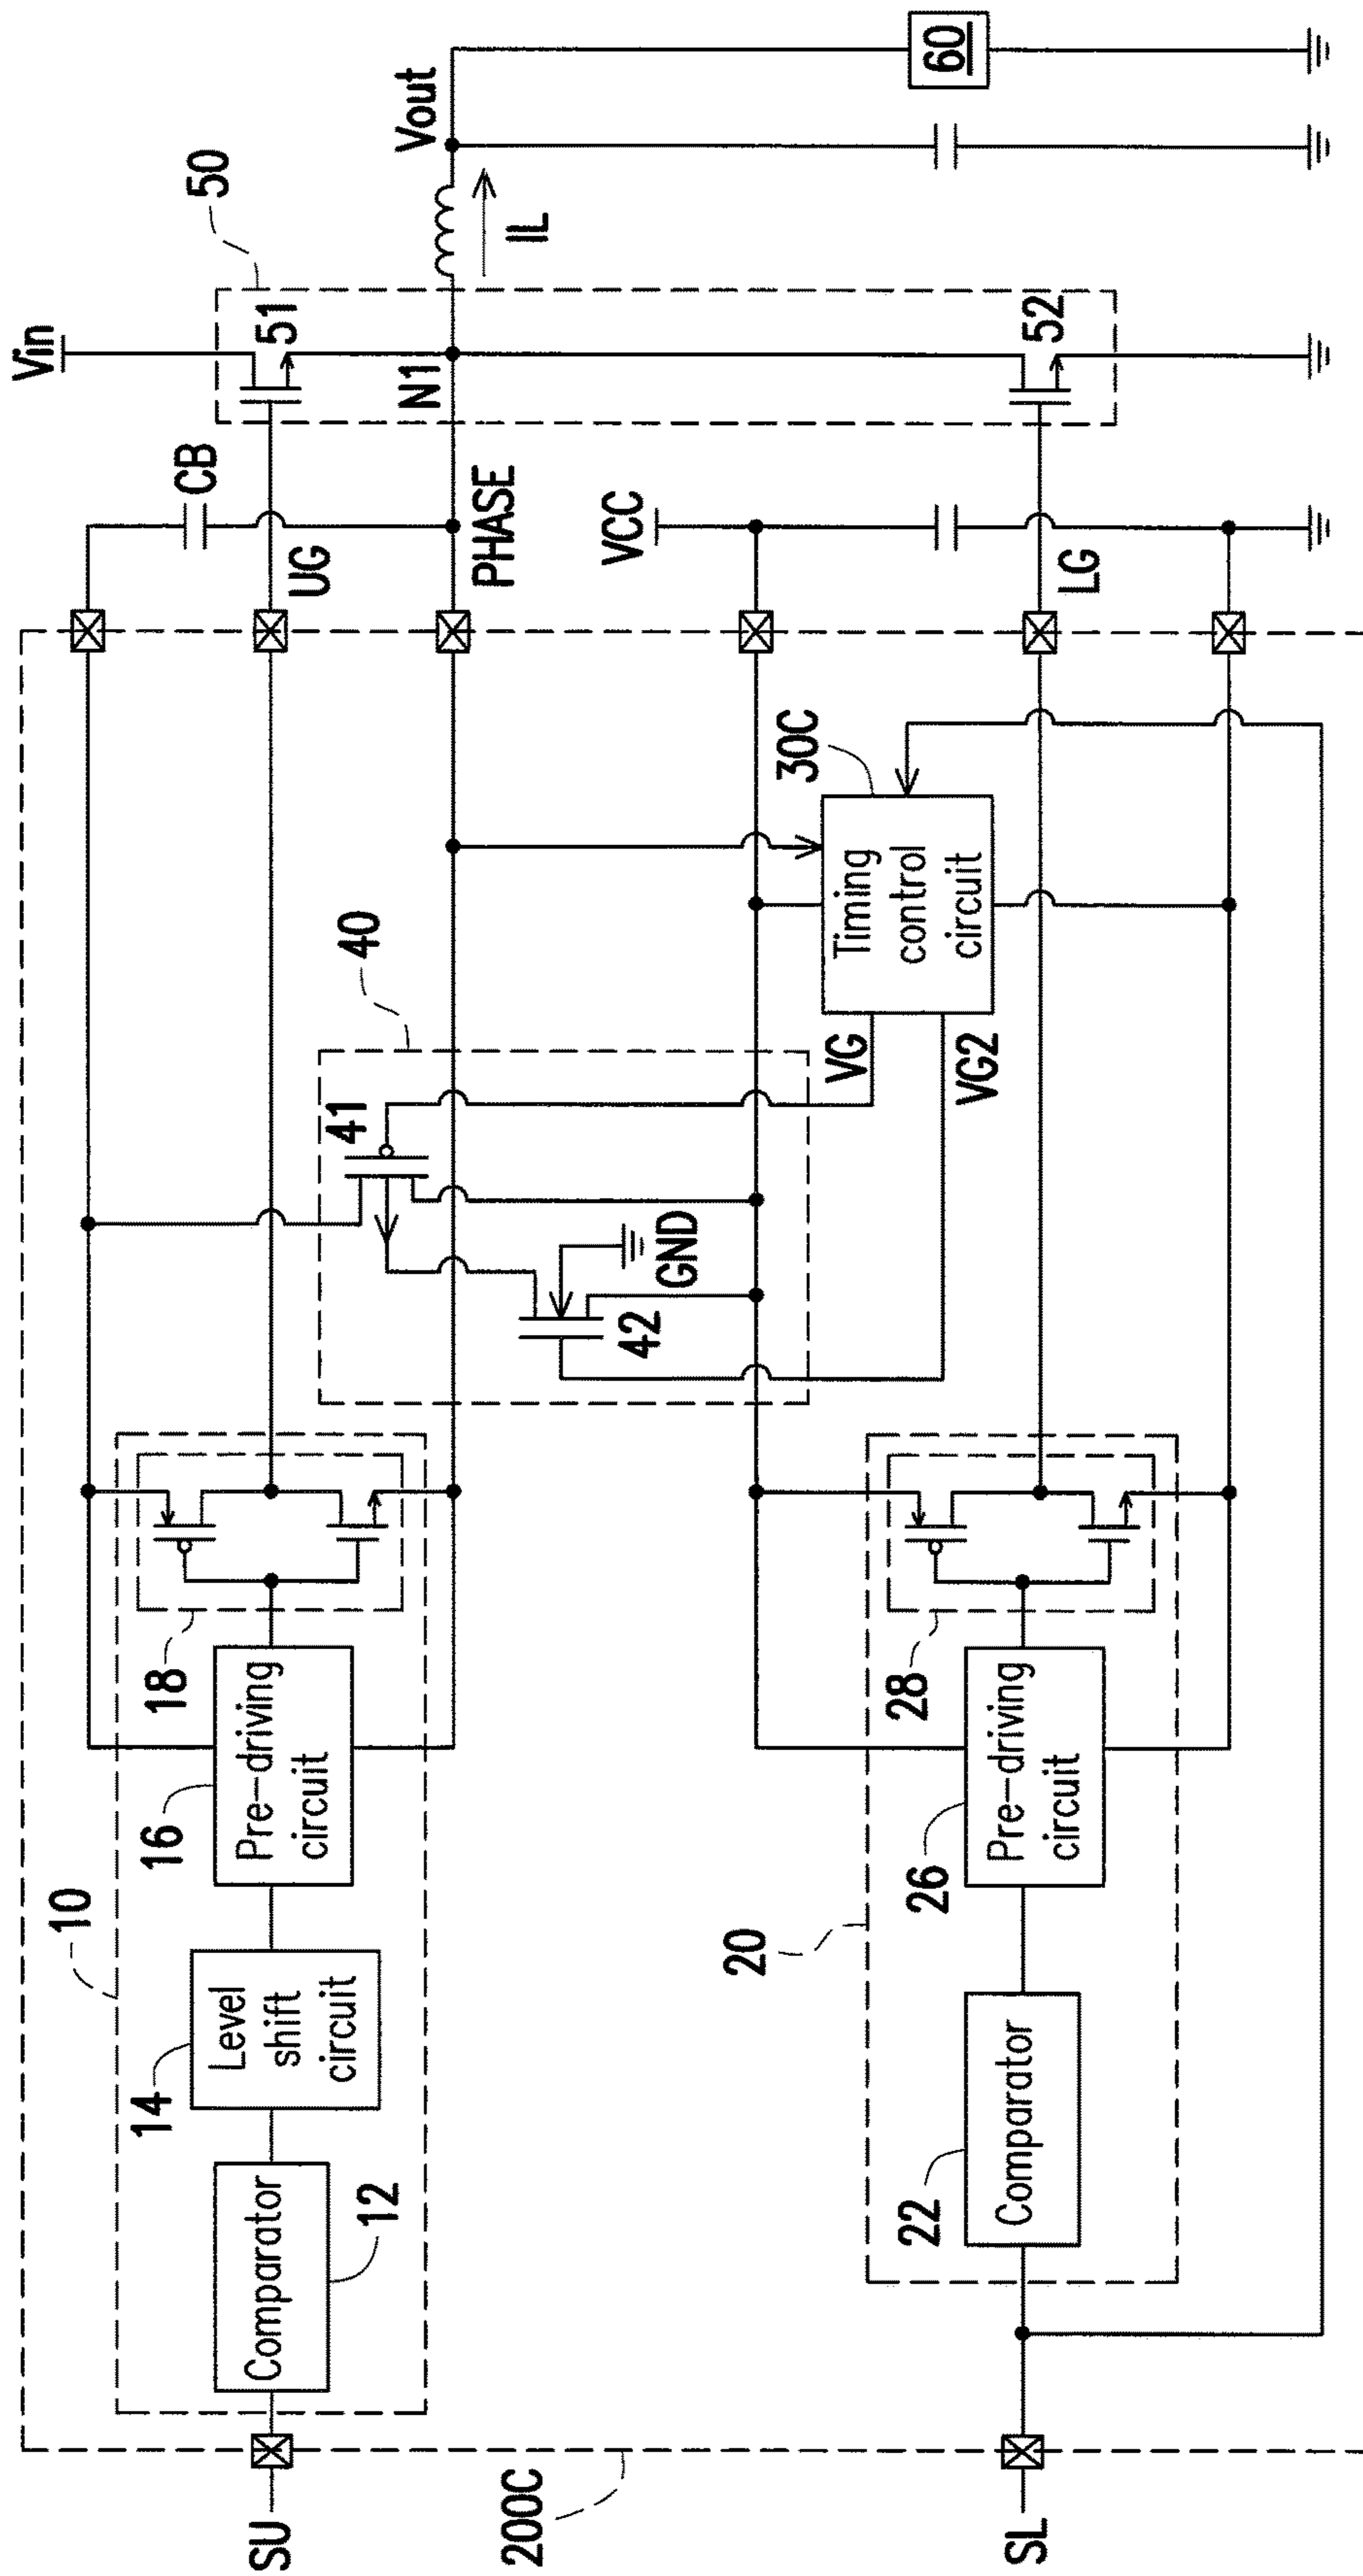 SU
SL
200C
10
Comparator
12
Level
shift
circuit
14
Pre-driving
circuit
16
18
20
Comparator
22
Pre-driving
circuit
26
28
40
41
42
GND
VG
VG2
Timing
control
circuit
30C
UG
CB
PHASE
VCC
LG
Vin
50
51
N1
52
IL
Vout
60